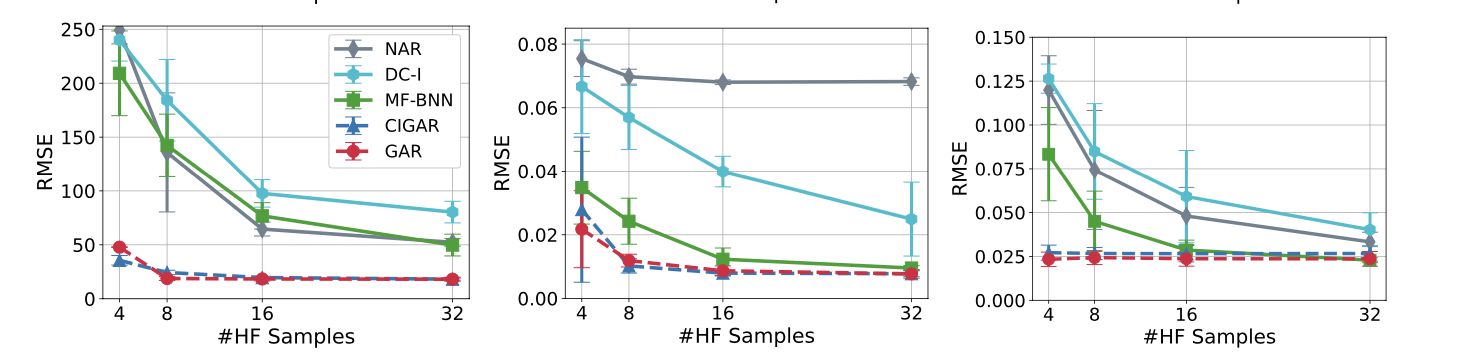 250
200
150
100
50
0
RMSE
4
8
16
32
#HF Samples
NAR
DC-I
MF-BNN
CIGAR
GAR
0.08
0.06
0.04
0.02
0.00
RMSE
4
8
16
32
#HF Samples
0.150
0.125
0.100
0.075
0.050
0.025
0.000
RMSE
4
8
16
32
#HF Samples